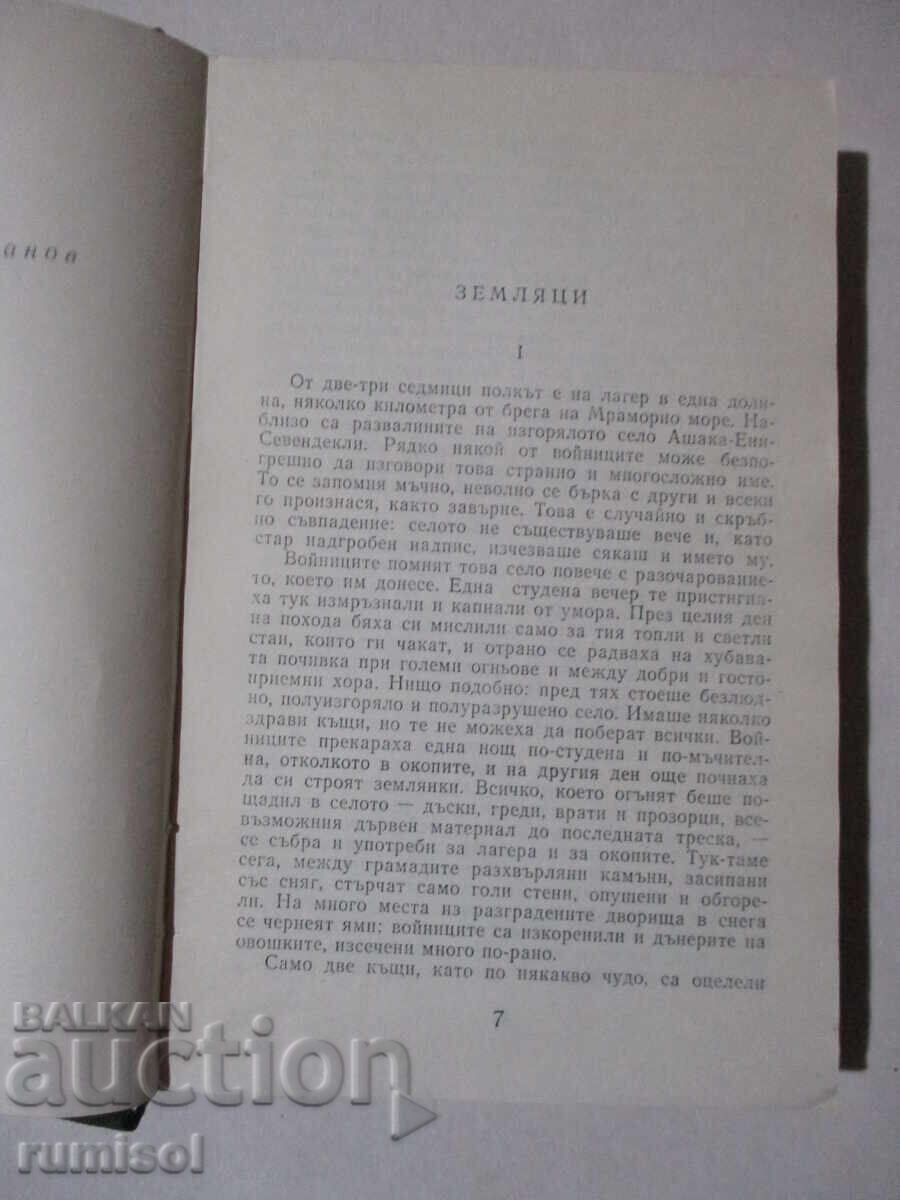 аноа
ЗЕМЛЯЦИ
I
От две-три седмици полкът е на лагер в една доли-
на, няколко километра от брега на Мраморно море. На-
близо са развалините на изгорялото село Ашака-Ени-
Севендекли. Рядко някой от войниците може безпо-
грешно да изговори това странно и многосложно име.
То се запомня мъчно, неволно се бърка с други и всеки
го произнася, както завърне. Това е случайно и скръб-
но съвпадение: селото не съществуваше вече и, като
стар надгробен надпис, изчезваше сякаш и името му.
Войниците помнят това село повече с разочарование-
то, което им донесе. Една студена вечер те пристигна-
ха тук измръзнали и капнали от умора. През целия ден
на похода бяха си мислили само за тия топли и светли
стаи, които ги чакат, и отрано се радваха на хубава-
та почивка при големи огньове и между добри и госто-
приемни хора. Нищо подобно: пред тях стоеше безлюд-
но, полуизгоряло и полуразрушено село. Имаше няколко
здрави къщи, но те не можеха да поберат всички. Вой-
ниците прекараха една нощ по-студена и по-мъчител-
на, отколкото в окопите, и на другия ден още почнаха
да си строят землянки. Всичко, което огънят беше по-
щадил в селото — дъски, греди, врати и прозорци, все-
възможния дървен материал до последната треска, —
се събра и употреби за лагера и за окопите. Тук-таме
сега, между грамадите разхвърляни камъни, засипани
със сняг, стърчат само голи стени, опушени и обгоре-
ли. На много места из разградените дворища в снега
се чернеят ями: войниците са изкоренили и дънерите на
овошките, изсечени много по-рано.
Само две къщи, като по някакво чудо, са оцелели
7
BALKAN
auction
rumisol